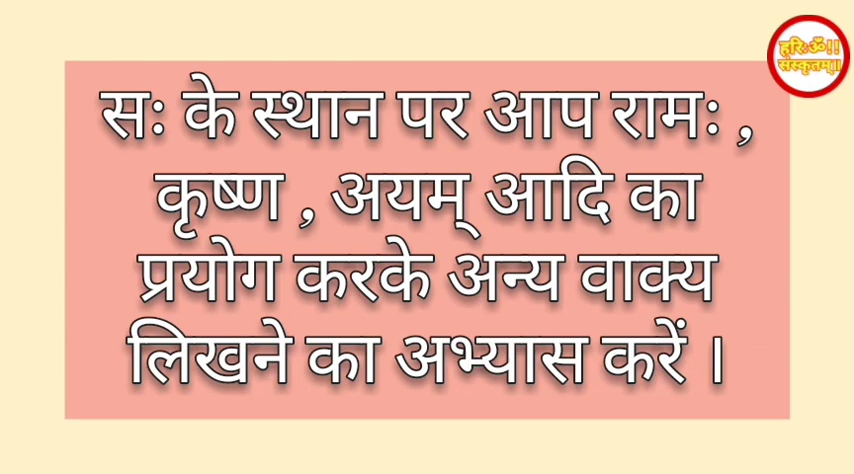 हरिःॐ!!
संस्कृतम्॥
सः के स्थान पर आप रामः ,
कृष्ण , अयम् आदि का
प्रयोग करके अन्य वाक्य
लिखने का अभ्यास करें ।